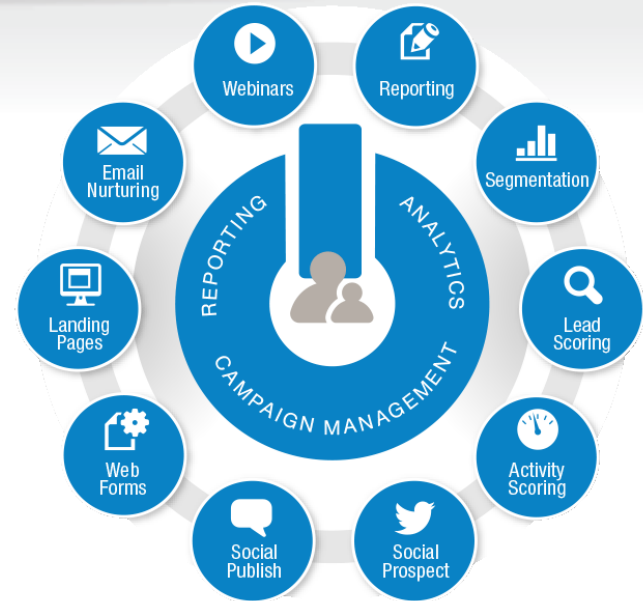 Webinars
Reporting
Email
Nurturing
Segmentation
REPORTING
ANALYTICS
CAMPAIGN MANAGEMENT
Landing
Pages
Lead
Scoring
Web
Forms
Activity
Scoring
Social
Publish
Social
Prospect